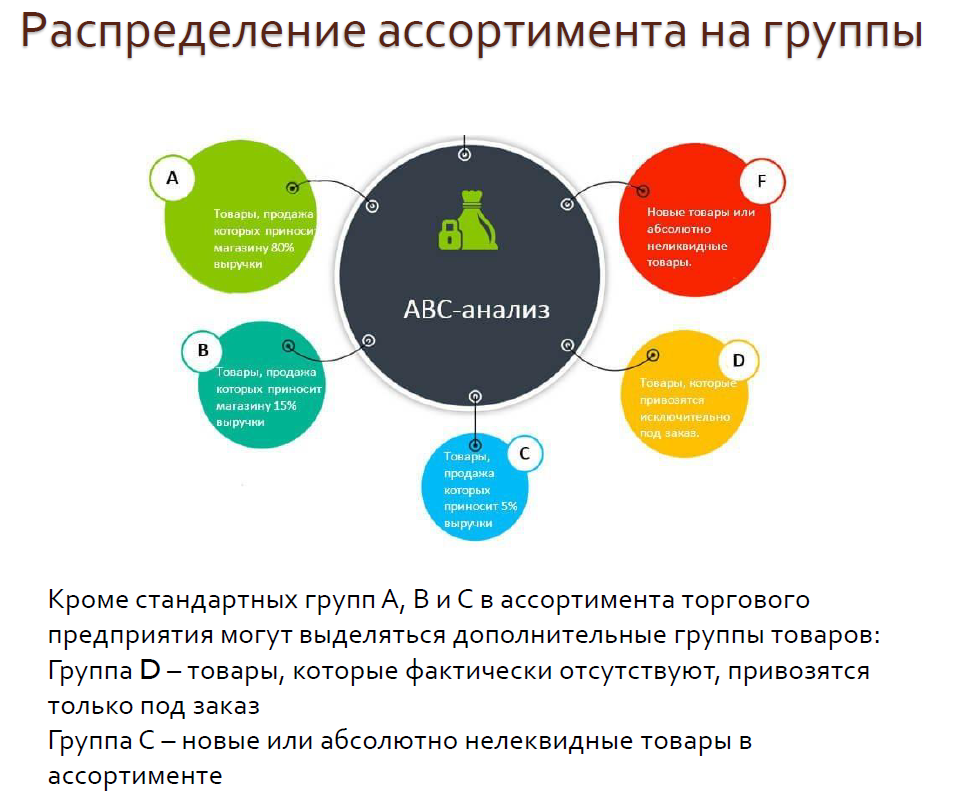 Распределение ассортимента на группы
A
Товары, продажа
которых приносит
магазину 80%
выручки
F
Новые товары или
абсолютно
неликвидные
товары.
АВС-анализ
B
Товары, продажа
которых приносит
магазину 15%
выручки
D
Товары, которые
привозятся
исключительно
под заказ.
C
Товары,
продажа
которых
приносит 5%
выручки
Кроме стандартных групп А, В и С в ассортимента торгового
предприятия могут выделяться дополнительные группы товаров:
Группа D – товары, которые фактически отсутствуют, привозятся
только под заказ
Группа С – новые или абсолютно нелеквидные товары в
ассортименте